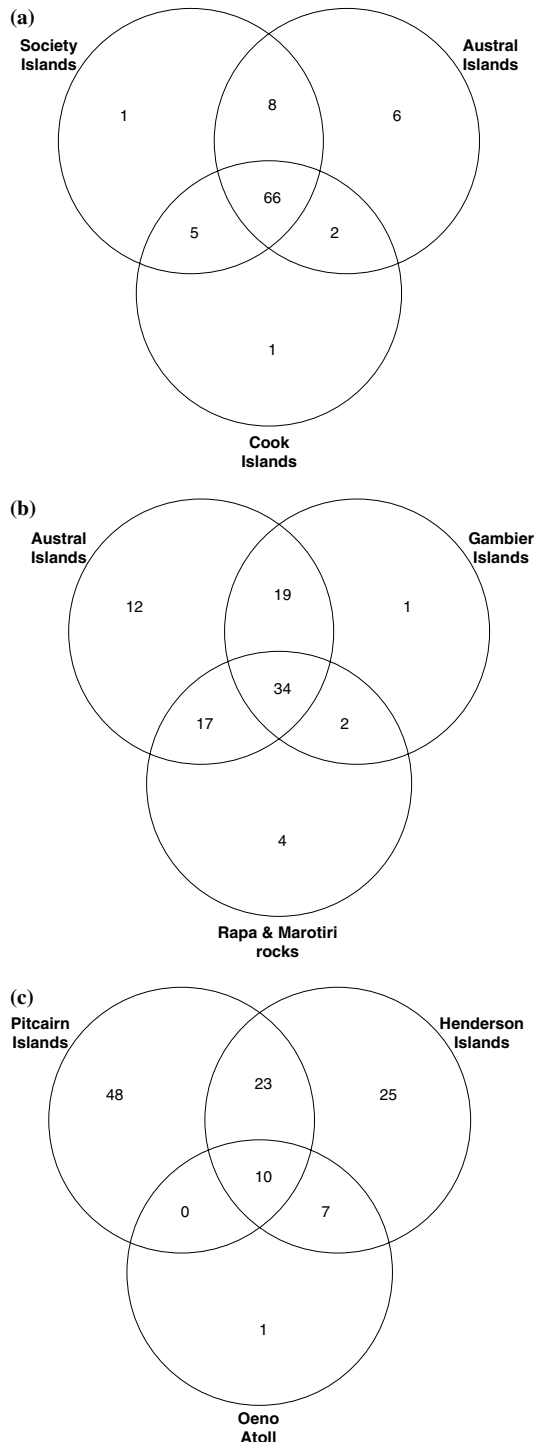 (a)
Society
Islands
Austral
Islands
1
8
6
66
5
2
1
Cook
Islands
(b)
Austral
Islands
Gambier
Islands
12
19
1
34
17
2
4
Rapa & Marotiri
rocks
(c)
Pitcairn
Islands
Henderson
Islands
48
23
25
10
0
7
1
Oeno
Atoll